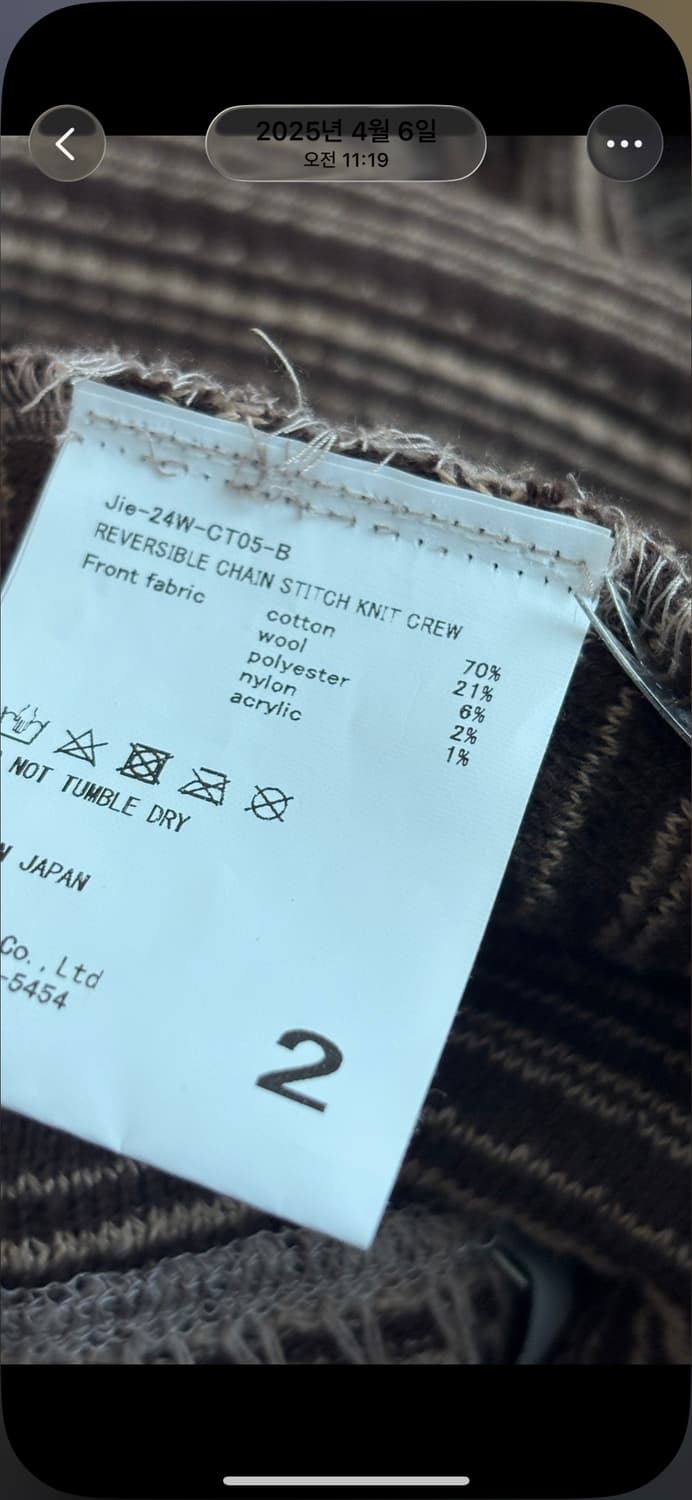 2025년 4월 6일
오전 11:19
Jie-24W-CT05-B
REVERSIBLE CHAIN STITCH KNIT CREW
Front fabric
cotton 70%
wool 21%
polyester 6%
nylon 2%
acrylic 1%
NOT TUMBLE DRY
JAPAN
Co.,Ltd
-5454
2